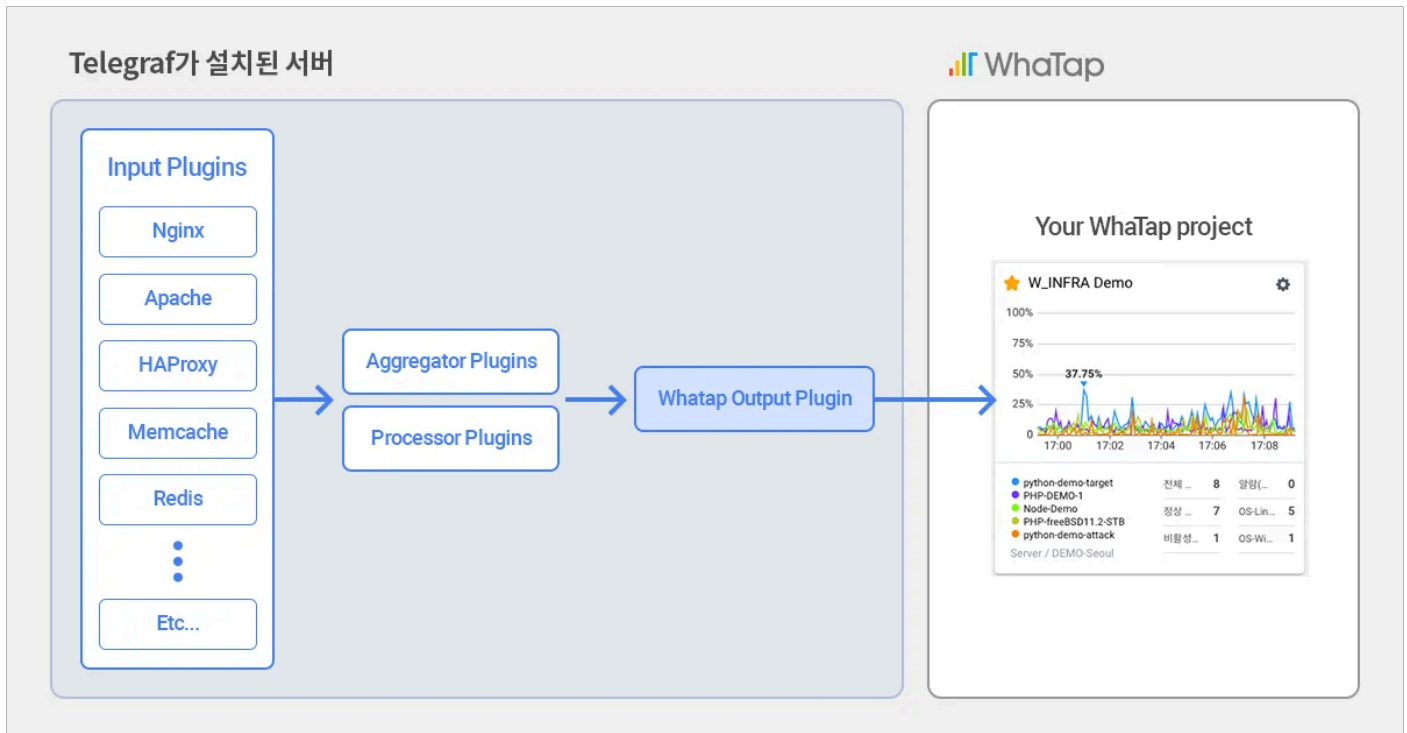 Telegraf가 설치된 서버
WhaTap
Input Plugins
Nginx
Apache
HAProxy
Memcache
Redis
Etc...
Aggregator Plugins
Processor Plugins
Whatap Output Plugin
Your WhaTap project
W_INFRA Demo
100%
75%
50%
37.75%
25%
0
17:00 17:02 17:04 17:06 17:08
python-demo-target
PHP-DEMO-1
Node-Demo
PHP-freeBSD11.2-STB
python-demo-attack
Server / DEMO-Seoul
전체 ... 8 알람(... 0
정상 ... 7 OS-Lin... 5
비활성... 1 OS-Wi... 1